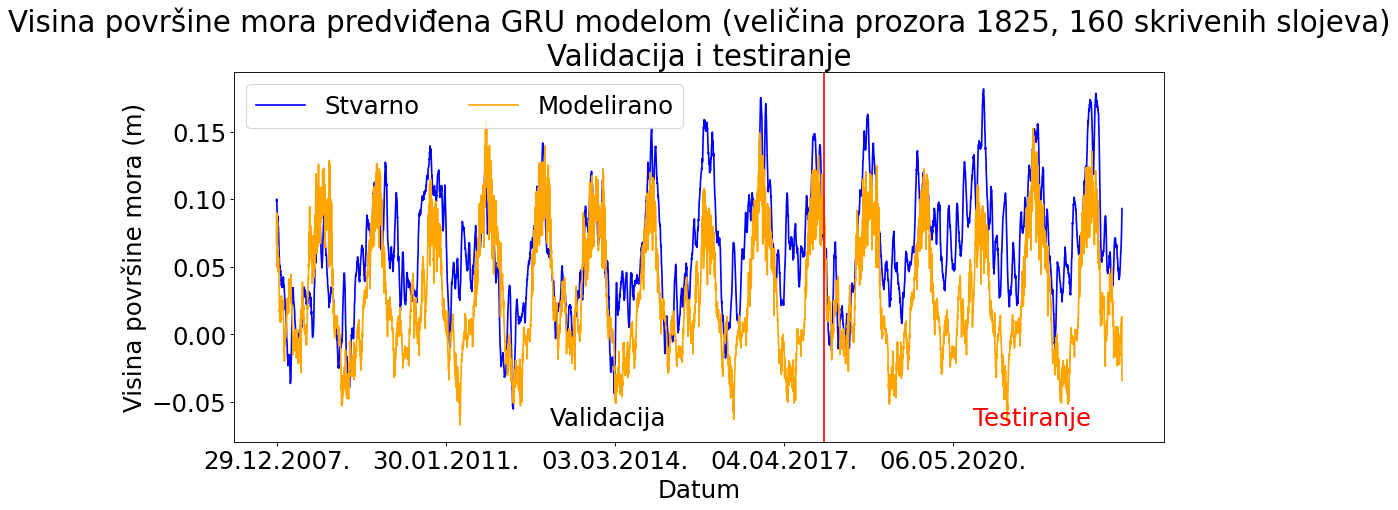 Visina površine mora predviđena GRU modelom (veličina prozora 1825, 160 skrivenih slojeva)
Validacija i testiranje
Stvarno
Modelirano
Visina površine mora (m)
0.15
0.10
0.05
0.00
−0.05
Validacija
Testiranje
29.12.2007.
30.01.2011.
03.03.2014.
04.04.2017.
06.05.2020.
Datum